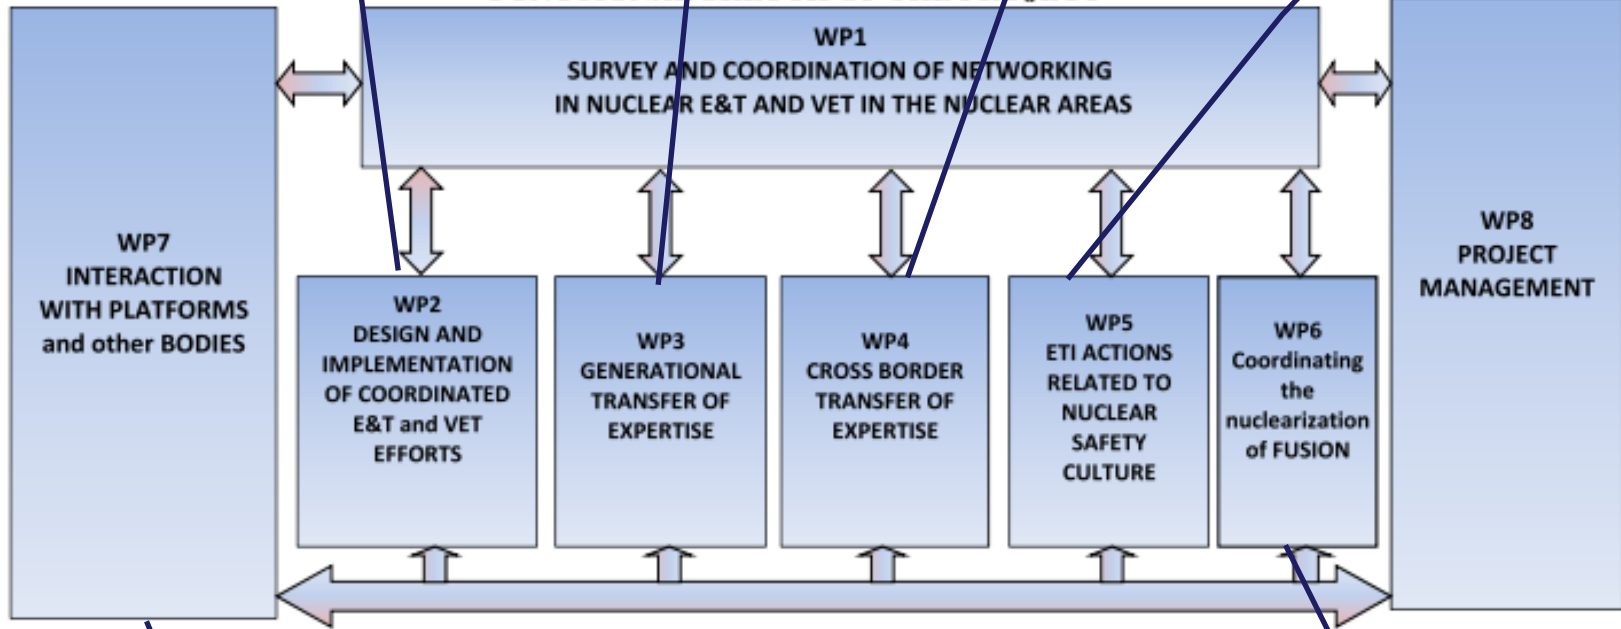 WP1
SURVEY AND COORDINATION OF NETWORKING
IN NUCLEAR E&T AND VET IN THE NUCLEAR AREAS
WP7
INTERACTION
WITH PLATFORMS
and other BODIES
WP2
DESIGN AND
IMPLEMENTATION
OF COORDINATED
E&T and VET
EFFORTS
WP3
GENERATIONAL
TRANSFER OF
EXPERTISE
WP4
CROSS BORDER
TRANSFER OF
EXPERTISE
WP5
ETI ACTIONS
RELATED TO
NUCLEAR
SAFETY
CULTURE
WP6
Coordinating
the
nuclearization
of FUSION
WP8
PROJECT
MANAGEMENT